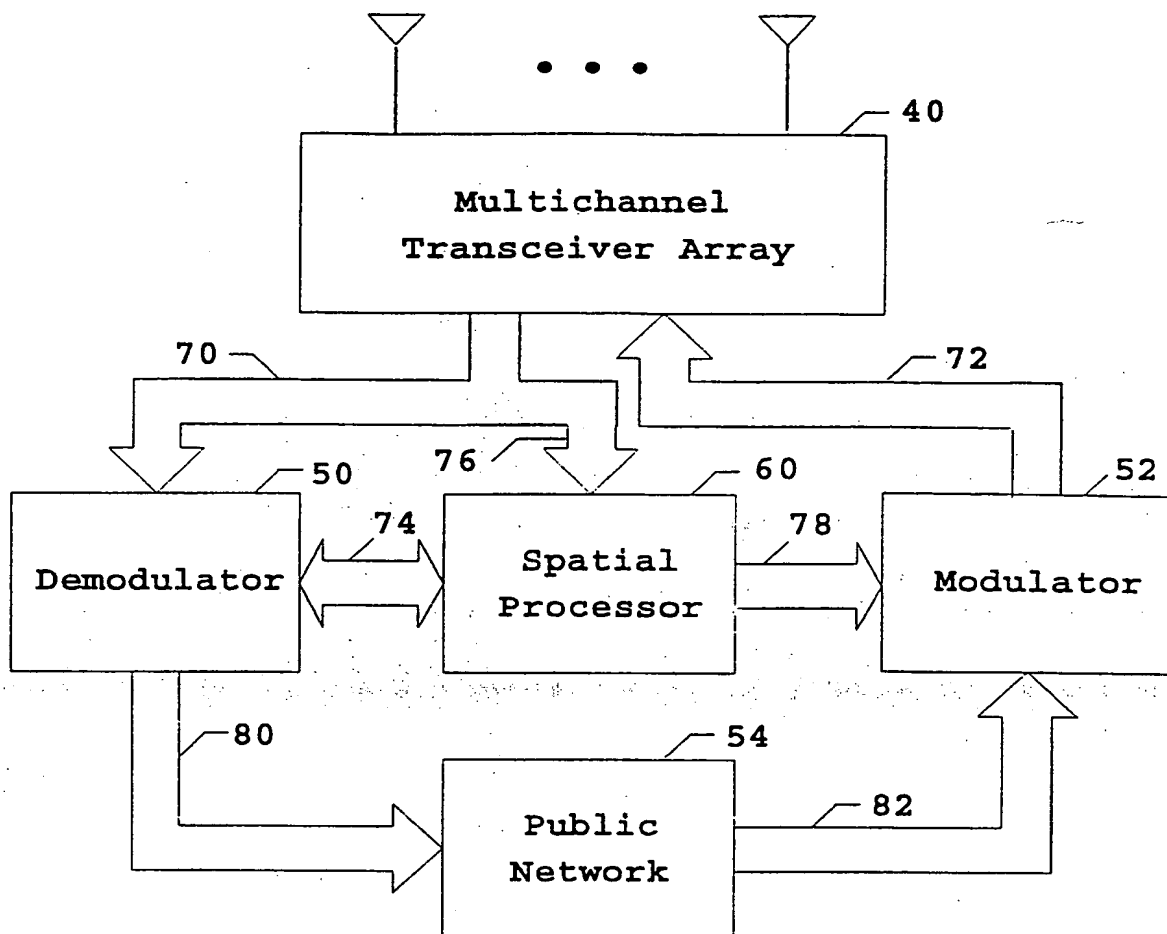 40
Multichannel
Transceiver Array
70
72
76
50
60
52
74
78
Demodulator
Spatial
Processor
Modulator
80
54
82
Public
Network